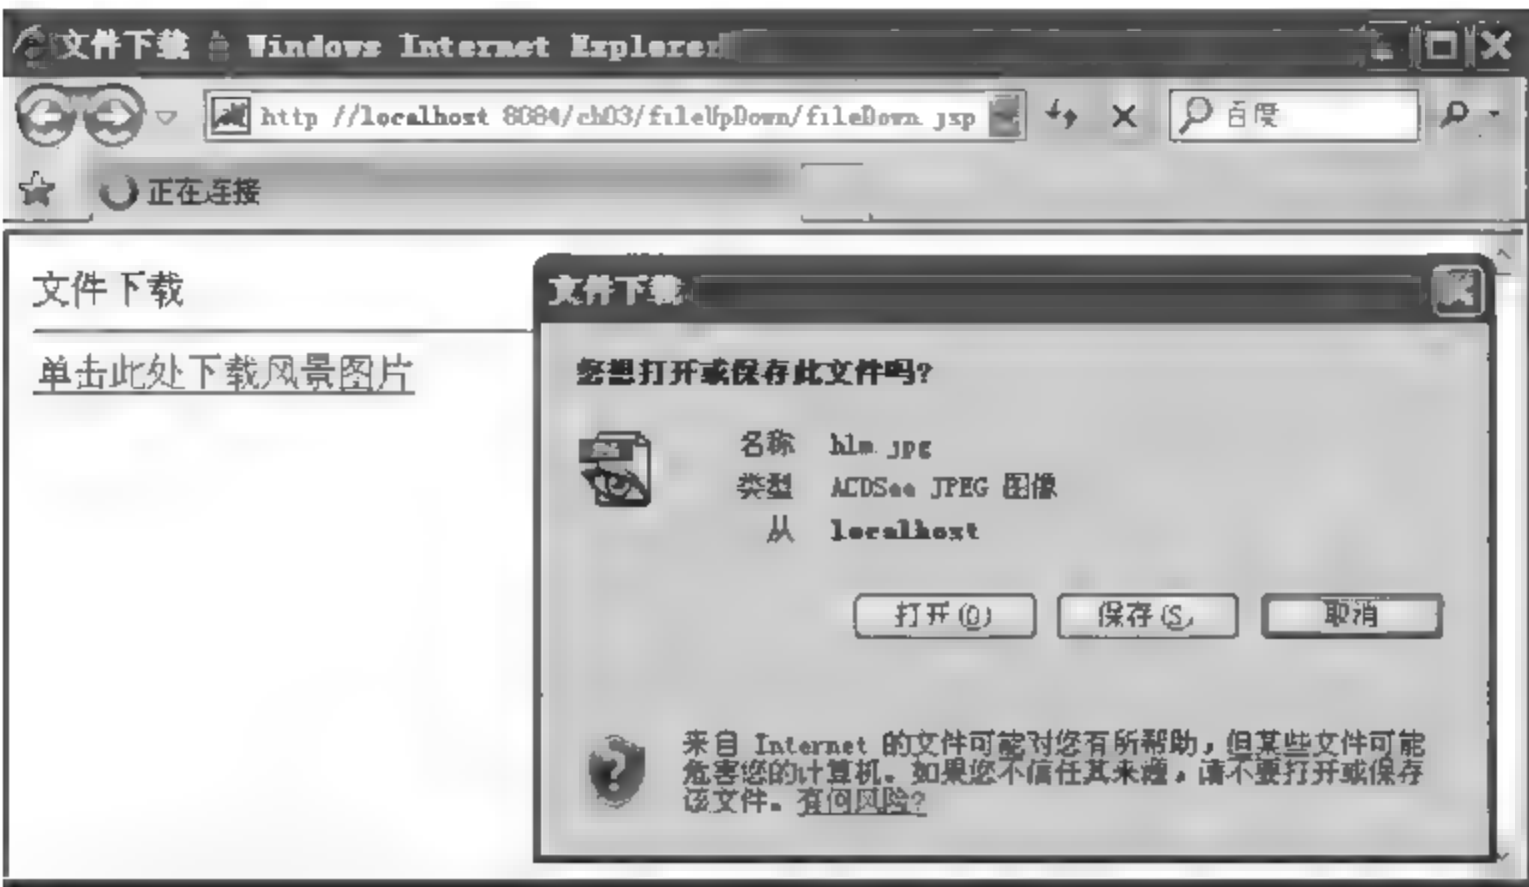 文件下载 - Windows Internet Explorer
http://localhost:8084/ch03/fileUpDown/fileDown.jsp
百度
正在连接
文件下载
单击此处下载风景图片
文件下载
您想打开或保存此文件吗?
名称 hlm.jpg
类型 ACDSee JPEG 图像
从 localhost
打开(O) 保存(S) 取消
来自 Internet 的文件可能对您有所帮助，但某些文件可能
危害您的计算机。如果您不信任其来源，请不要打开或保存
该文件。有何风险?